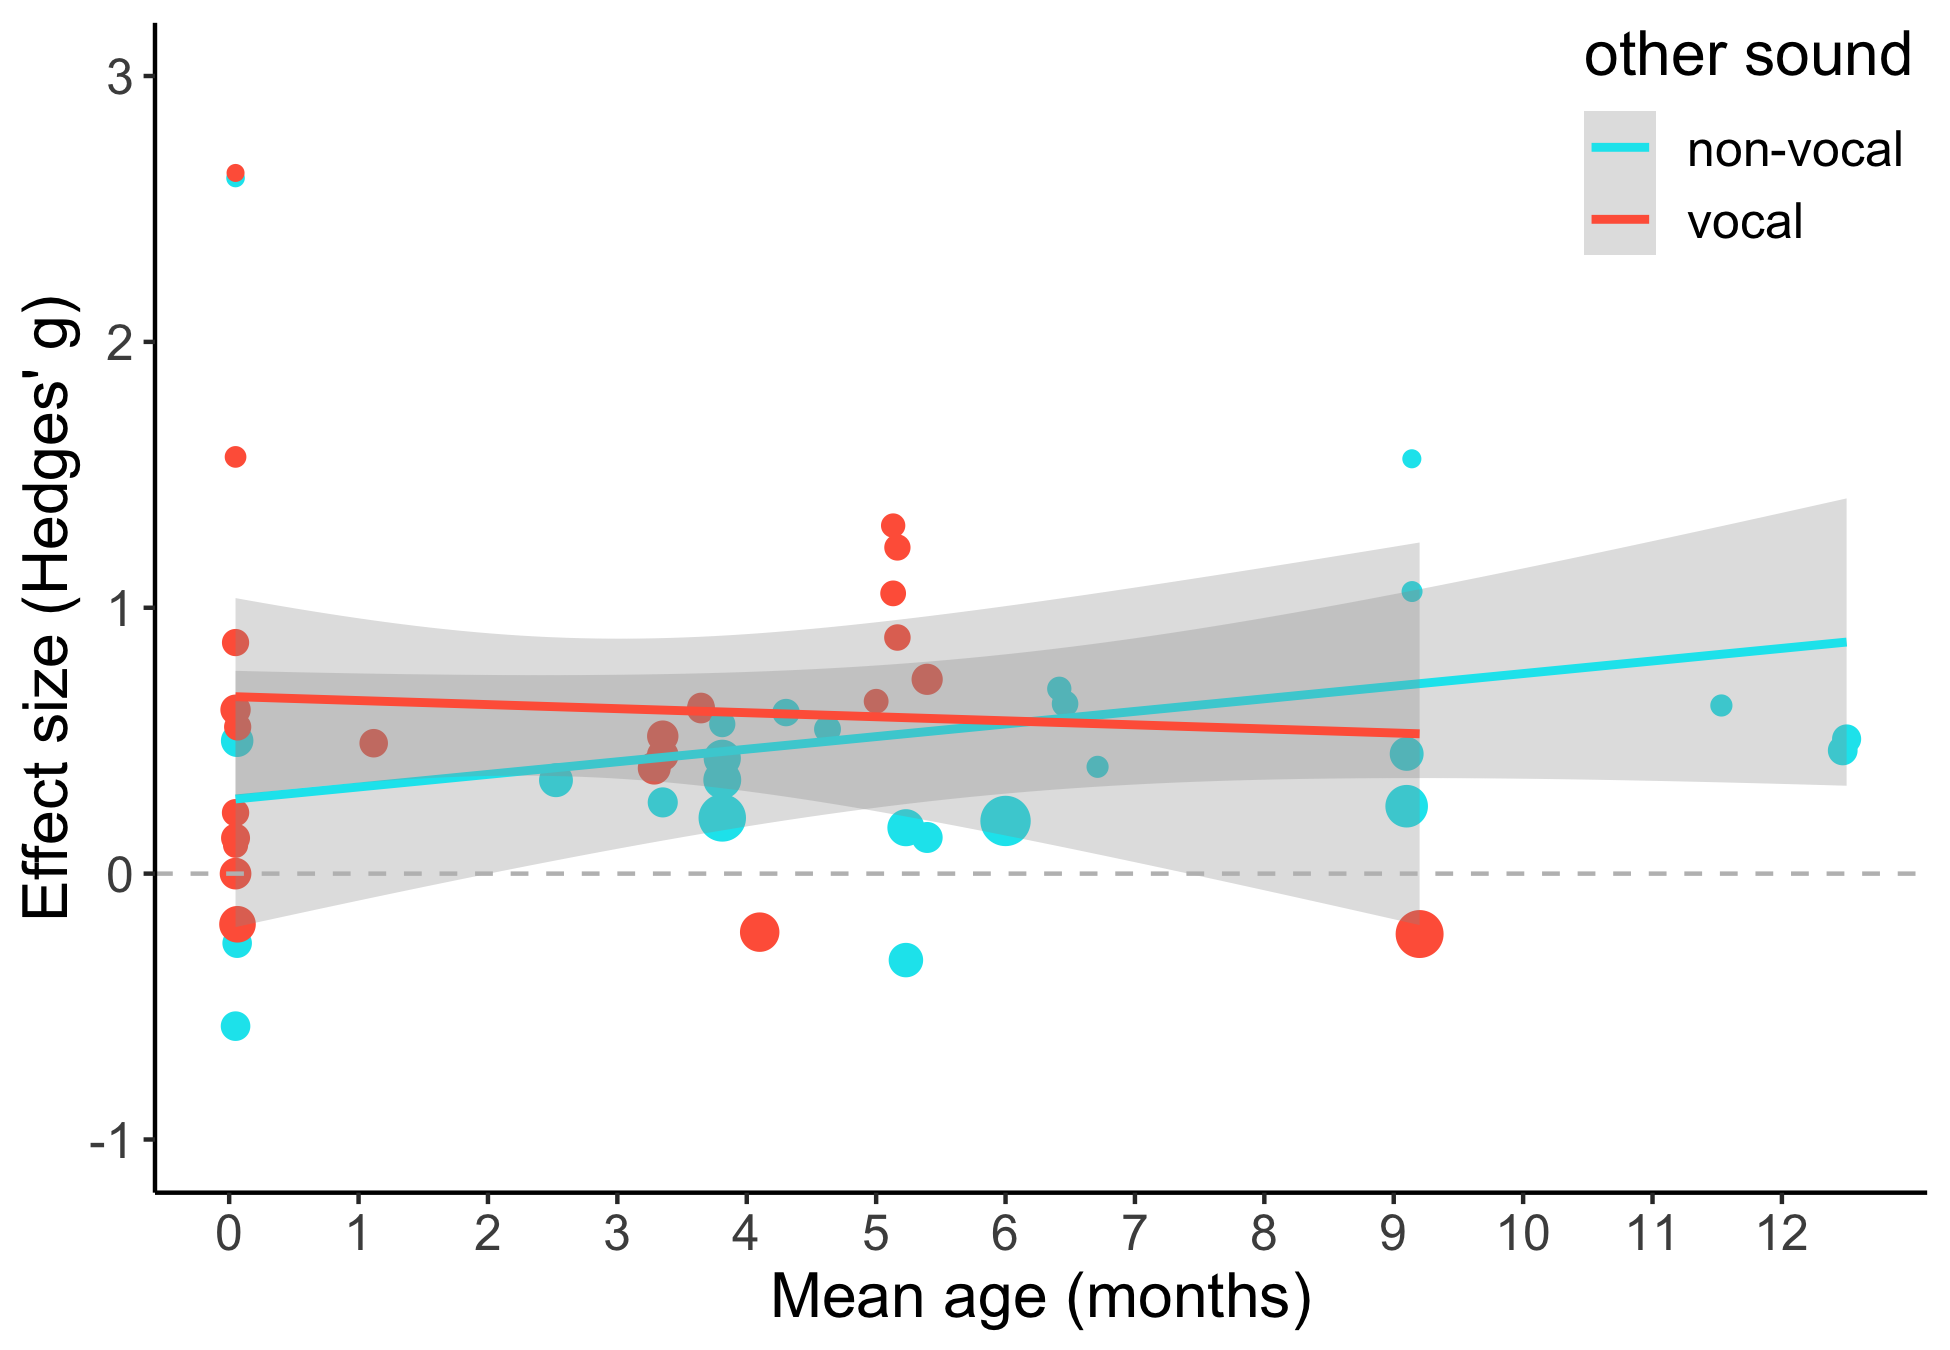 other sound
non-vocal
vocal
Effect size (Hedges' g)
3
2
1
0
-1
0 1 2 3 4 5 6 7 8 9 10 11 12
Mean age (months)